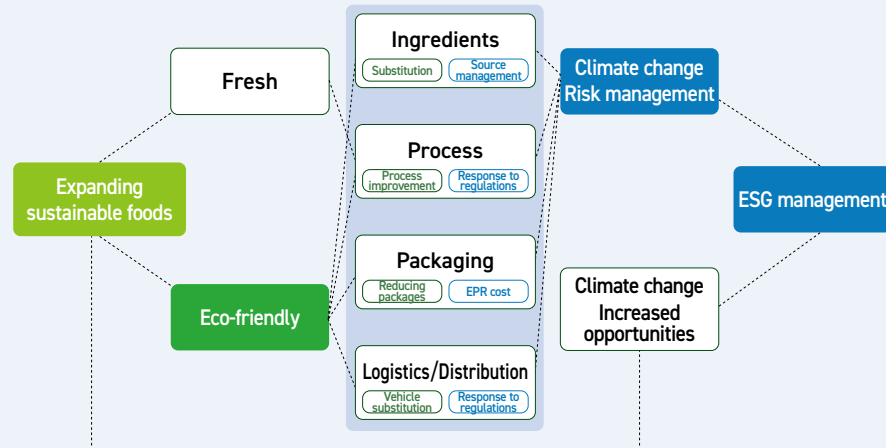 Expanding
sustainable foods
Fresh
Eco-friendly
Ingredients
Substitution
Source
management
Process
Process
improvement
Response to
regulations
Packaging
Reducing
packages
EPR cost
Logistics/Distribution
Vehicle
substitution
Response to
regulations
Climate change
Risk management
Climate change
Increased
opportunities
ESG management